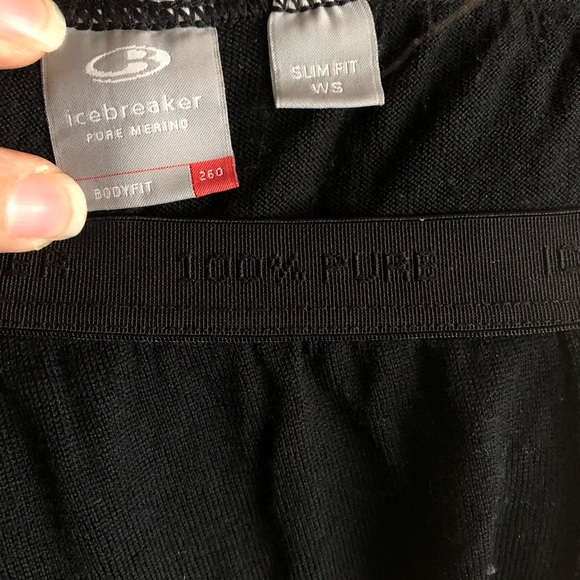 icebreaker
PURE MERINO
BODYFIT
260
SLIM FIT
WS
100% PURE